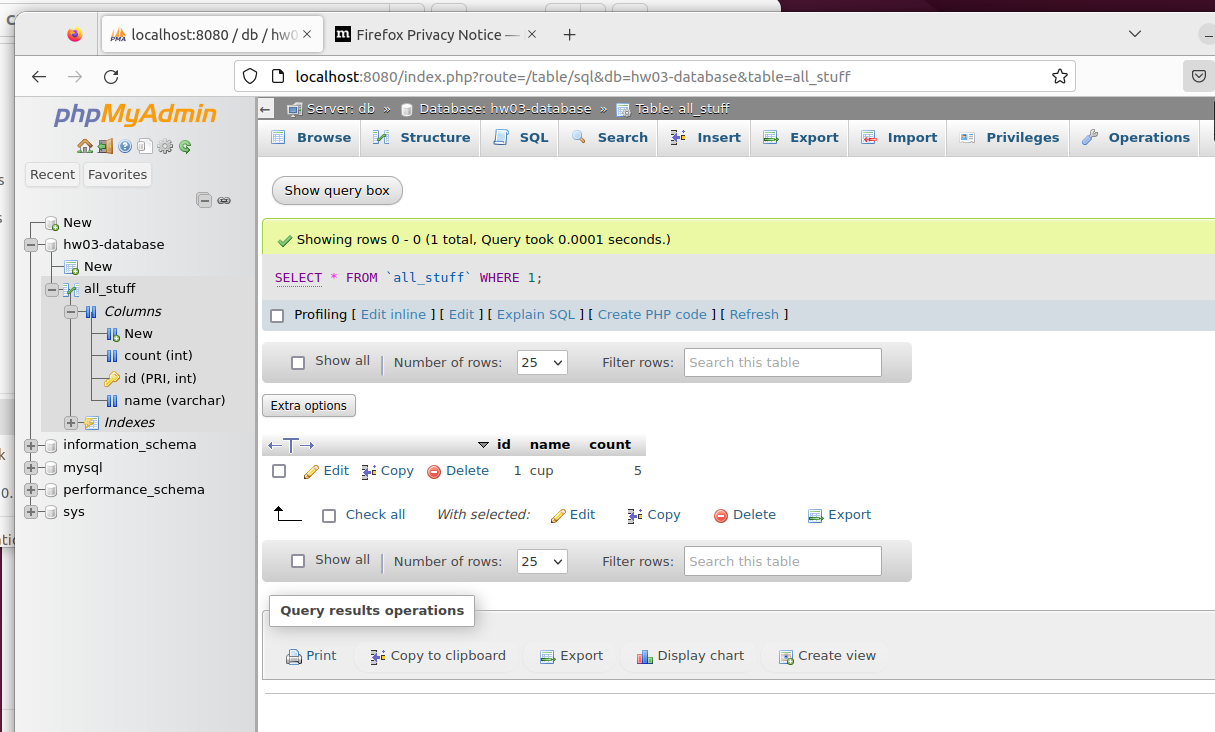 localhost:8080 / db / hw0
Firefox Privacy Notice —
localhost:8080/index.php?route=/table/sql&db=hw03-database&table=all_stuff
phpMyAdmin
Recent
Favorites
New
hw03-database
New
all_stuff
Columns
New
count (int)
id (PRI, int)
name (varchar)
Indexes
information_schema
mysql
performance_schema
sys
Server: db » Database: hw03-database » Table: all_stuff
Browse Structure SQL Search Insert Export Import Privileges Operations
Show query box
Showing rows 0 - 0 (1 total, Query took 0.0001 seconds.)
SELECT * FROM `all_stuff` WHERE 1;
Profiling [ Edit inline ] [ Edit ] [ Explain SQL ] [ Create PHP code ] [ Refresh ]
Show all Number of rows: 25 Filter rows: Search this table
Extra options
id name count
Edit Copy Delete 1 cup 5
Check all With selected: Edit Copy Delete Export
Show all Number of rows: 25 Filter rows: Search this table
Query results operations
Print Copy to clipboard Export Display chart Create view